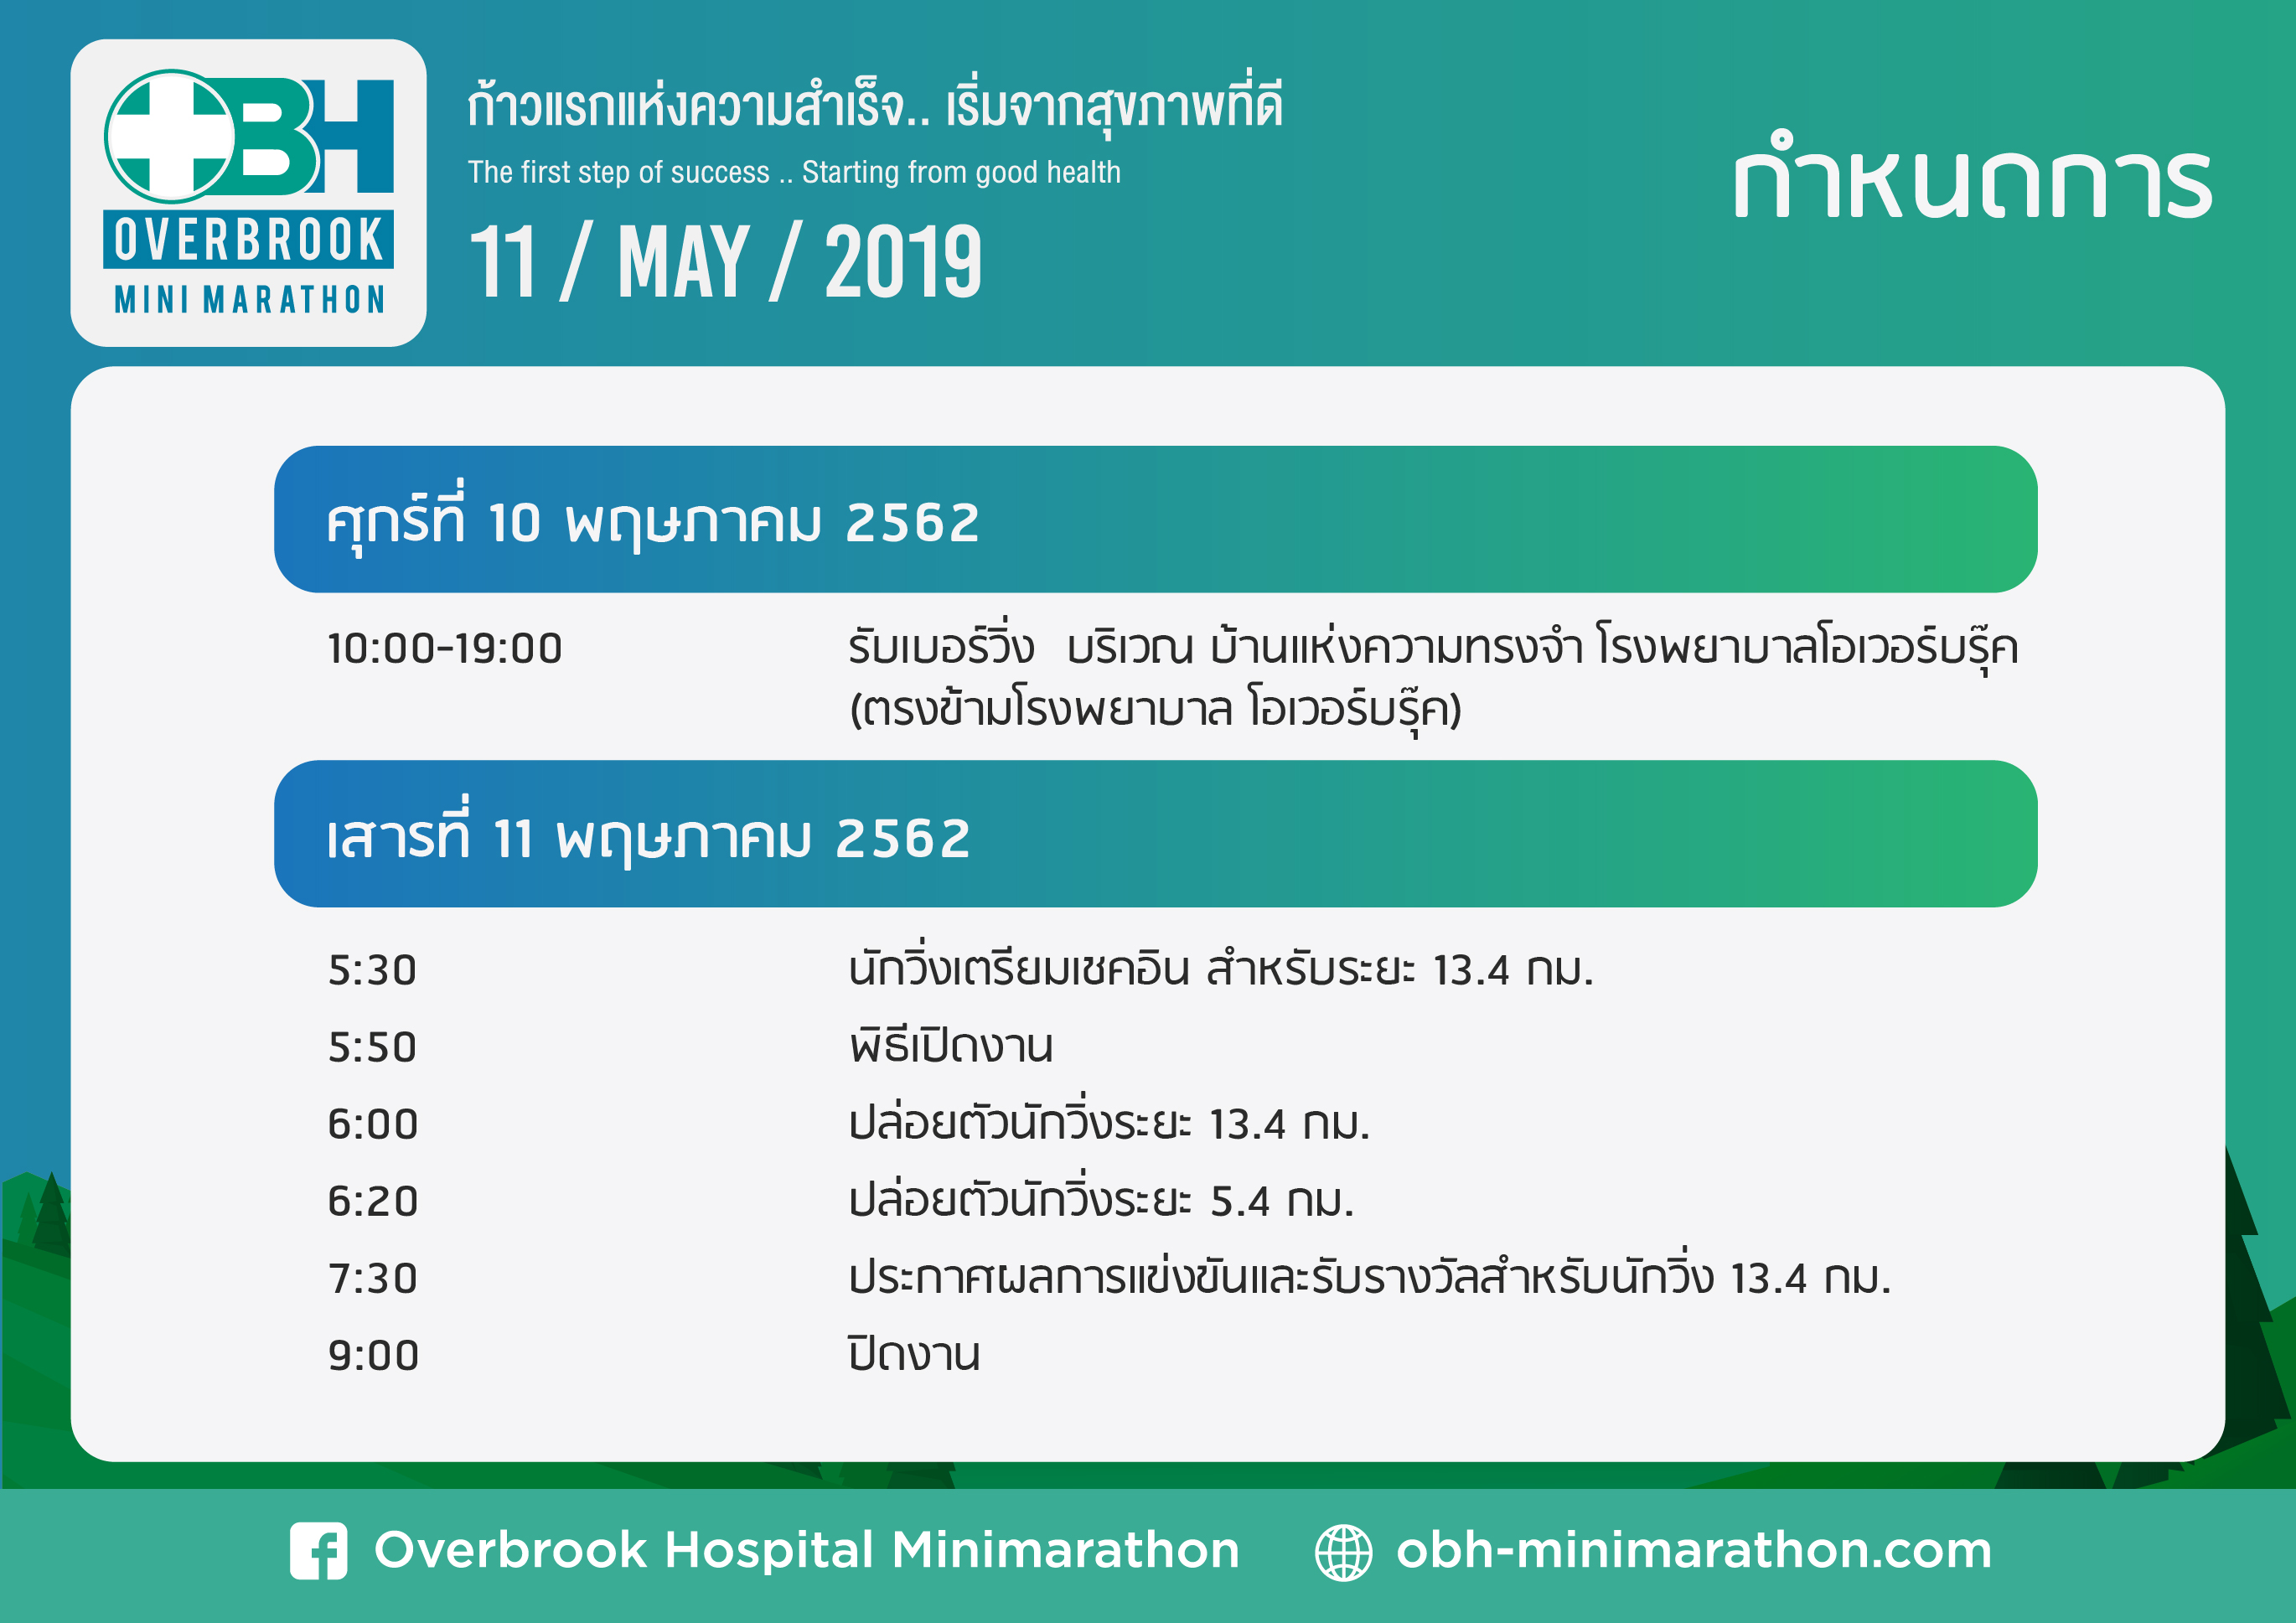 OBH
OVERBROOK
MINI MARATHON
ก้าวแรกแห่งความสำเร็จ.. เริ่มจากสุขภาพที่ดี
The first step of success .. Starting from good health
11 / MAY / 2019
กำหนดการ
ศุกร์ที่ 10 พฤษภาคม 2562
10:00-19:00 รับเบอร์วิ่ง บริเวณ บ้านแห่งความทรงจำ โรงพยาบาลโอเวอร์บรุ๊ค
(ตรงข้ามโรงพยาบาล โอเวอร์บรุ๊ค)
เสารที่ 11 พฤษภาคม 2562
5:30 นักวิ่งเตรียมเชคอิน สำหรับระยะ 13.4 กม.
5:50 พิธีเปิดงาน
6:00 ปล่อยตัวนักวิ่งระยะ 13.4 กม.
6:20 ปล่อยตัวนักวิ่งระยะ 5.4 กม.
7:30 ประกาศผลการแข่งขันและรับรางวัลสำหรับนักวิ่ง 13.4 กม.
9:00 ปิดงาน
Overbrook Hospital Minimarathon obh-minimarathon.com